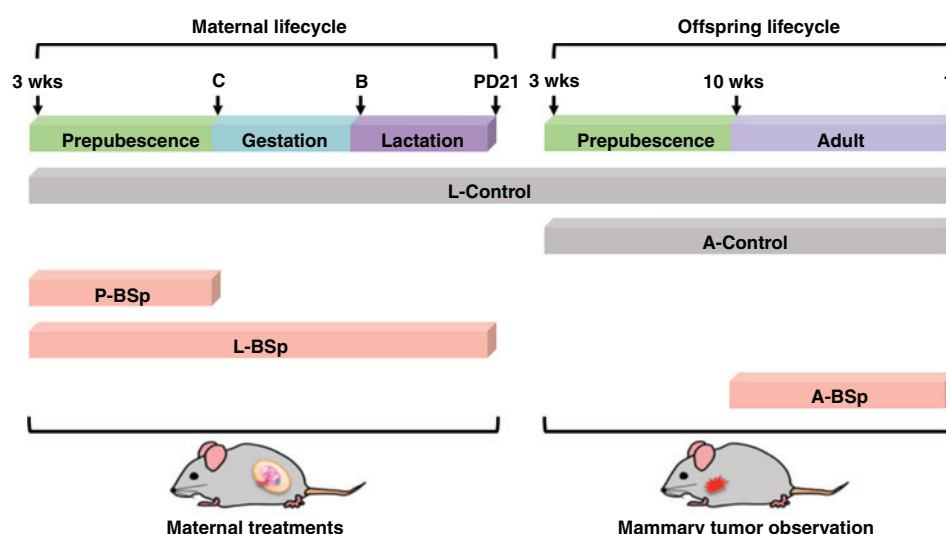 Maternal lifecycle Offspring lifecycle
3 wks C B PD21 3 wks 10 wks
Prepubescence Gestation Lactation Prepubescence Adult
L-Control
A-Control
P-BSp
L-BSp
A-BSp
Maternal treatments Mammary tumor observation